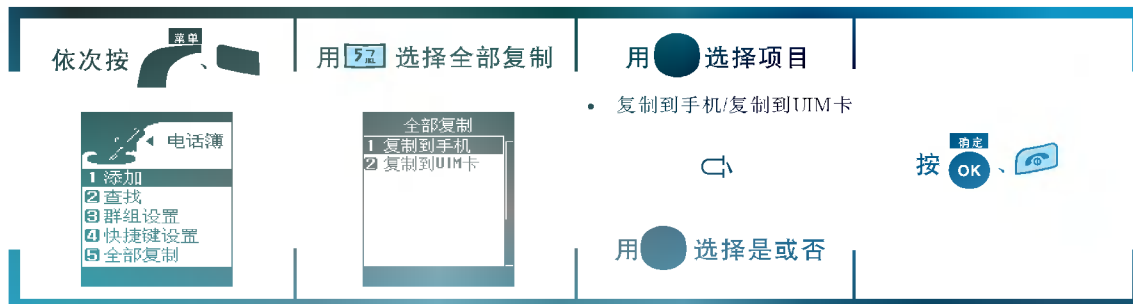 菜单
依次按 、
电话簿
1 添加
2 查找
3 群组设置
4 快捷键设置
5 全部复制
用 选择全部复制
全部复制
1 复制到手机
2 复制到UIM卡
用 选择项目
• 复制到手机/复制到UIM卡
用 选择是或否
确定
按 OK 、